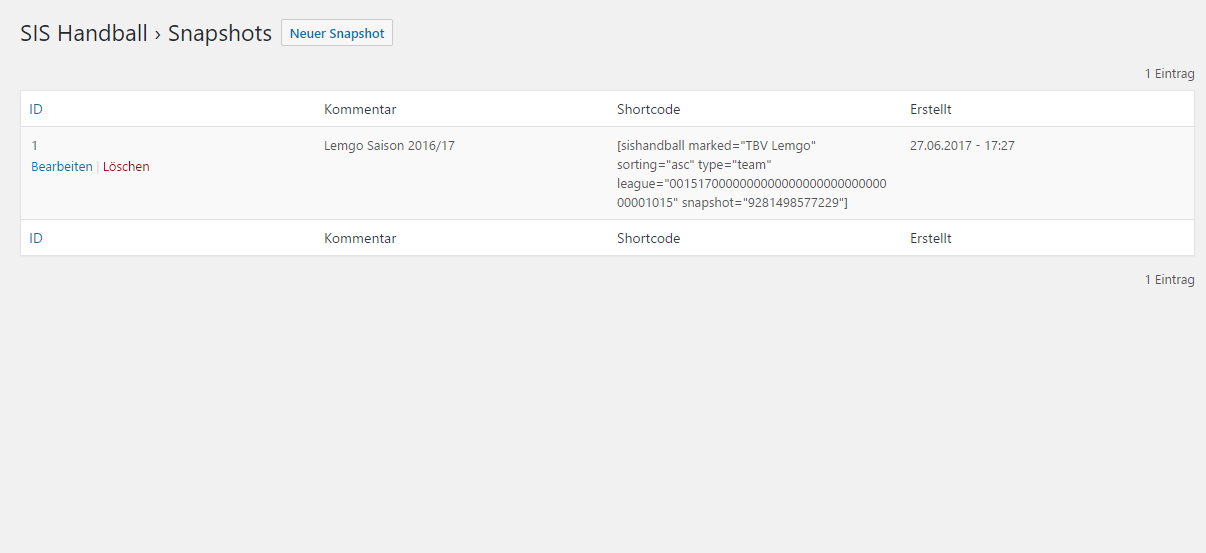 SIS Handball › Snapshots Neuer Snapshot
1 Eintrag
ID Kommentar Shortcode Erstellt
1 Lemgo Saison 2016/17 [sishandball marked="TBV Lemgo" 27.06.2017 - 17:27
Bearbeiten | Löschen sorting="asc" type="team"
league="0015170000000000000000000000000
00001015" snapshot="9281498577229"]
ID Kommentar Shortcode Erstellt
1 Eintrag